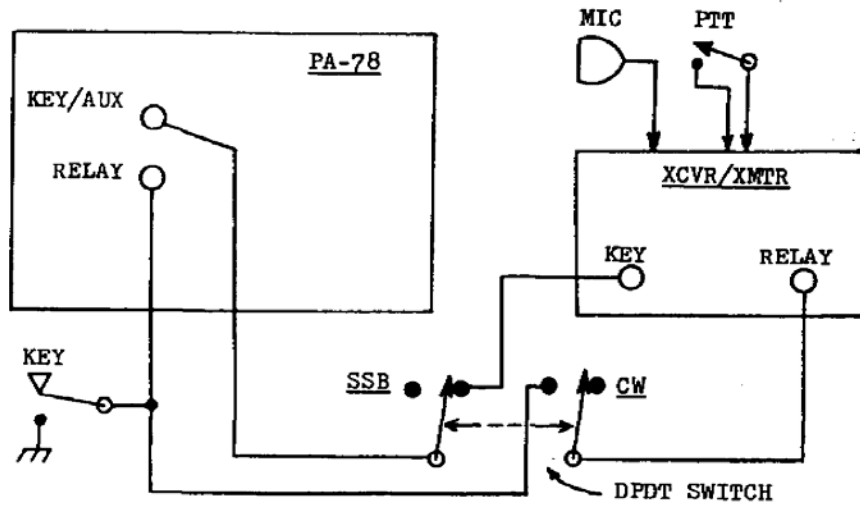 MIC
PTT
PA-78
KEY/AUX
RELAY
XCVR/XMTR
KEY
RELAY
KEY
SSB
CW
DPDT SWITCH